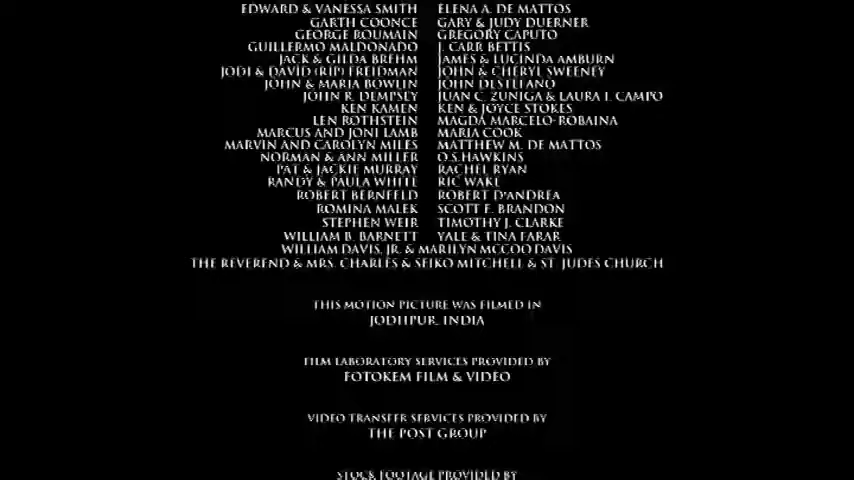 EDWARD & VANESSA SMITH ELENA A. DE MATTOS
GARTH COONCE GARY & JUDY DUERNER
GEORGE ROUMAIN GREGORY CAPUTO
GUILLERMO MALDONADO J. CARR BETTIS
JACK & GILDA BREHM JAMES & LUCINDA AMBURN
JODI & DAVID (RIP) FREIDMAN JOHN & CHERYL SWEENEY
JOHN & MARIA BOWLIN JOHN DESTEFANO
JOHN R. DEMPSEY JUAN C. ZUNIGA & LAURA I. CAMPO
KEN KAMEN KEN & JOYCE STOKES
LEN ROTHSTEIN MAGDA MARCELO-ROBAINA
MARCUS AND JONI LAMB MARIA COOK
MARVIN AND CAROLYN MILES MATTHEW M. DE MATTOS
NORMAN & ANN MILLER O.S.HAWKINS
PAT & JACKIE MURRAY RACHEL RYAN
RANDY & PAULA WHITE RIC WAKE
ROBERT BERNFELD ROBERT D'ANDREA
ROMINA MALEK SCOTT F. BRANDON
STEPHEN WEIR TIMOTHY J. CLARKE
WILLIAM B. BARNETT YALE & TINA FARAR
WILLIAM DAVIS, JR. & MARILYN MCCOO DAVIS
THE REVEREND & MRS. CHARLES & SEIKO MITCHELL & ST. JUDES CHURCH
THIS MOTION PICTURE WAS FILMED IN
JODHPUR, INDIA
FILM LABORATORY SERVICES PROVIDED BY
FOTOKEM FILM & VIDEO
VIDEO TRANSFER SERVICES PROVIDED BY
THE POST GROUP
STOCK FOOTAGE PROVIDED BY